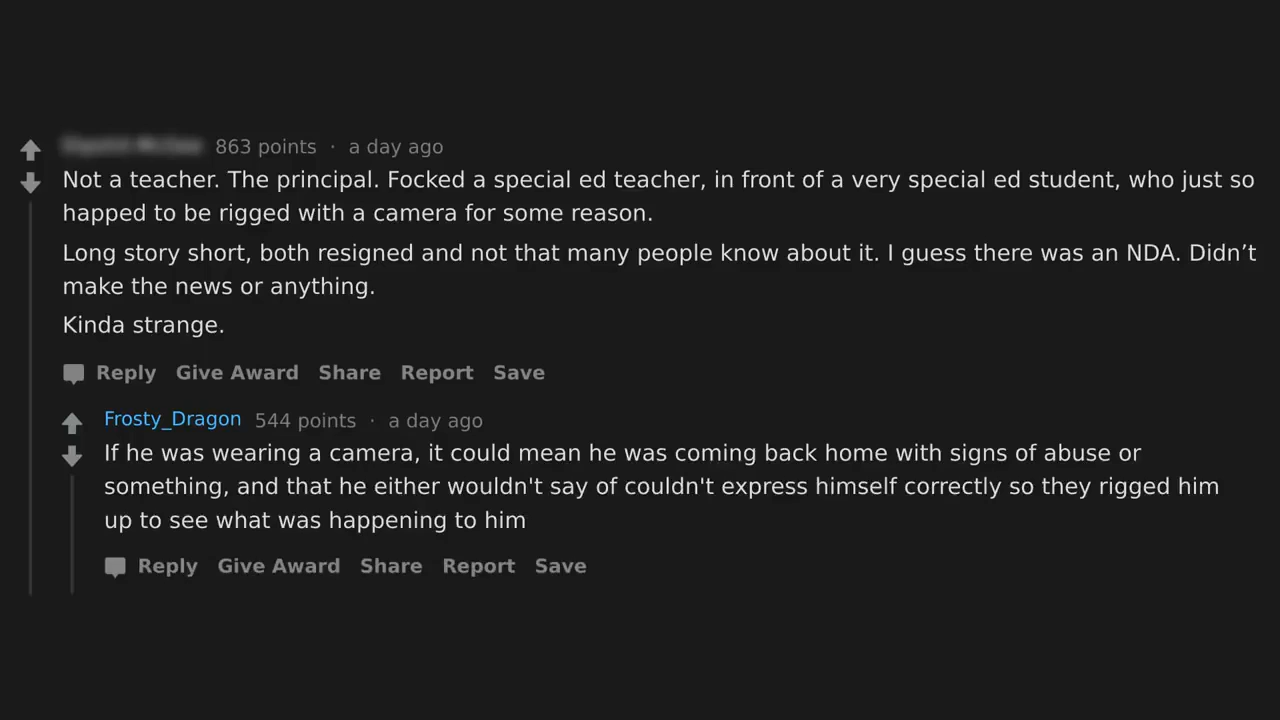 863 points · a day ago
Not a teacher. The principal. Focked a special ed teacher, in front of a very special ed student, who just so
happed to be rigged with a camera for some reason.
Long story short, both resigned and not that many people know about it. I guess there was an NDA. Didn’t
make the news or anything.
Kinda strange.
Reply Give Award Share Report Save
Frosty_Dragon 544 points · a day ago
If he was wearing a camera, it could mean he was coming back home with signs of abuse or
something, and that he either wouldn't say of couldn't express himself correctly so they rigged him
up to see what was happening to him
Reply Give Award Share Report Save